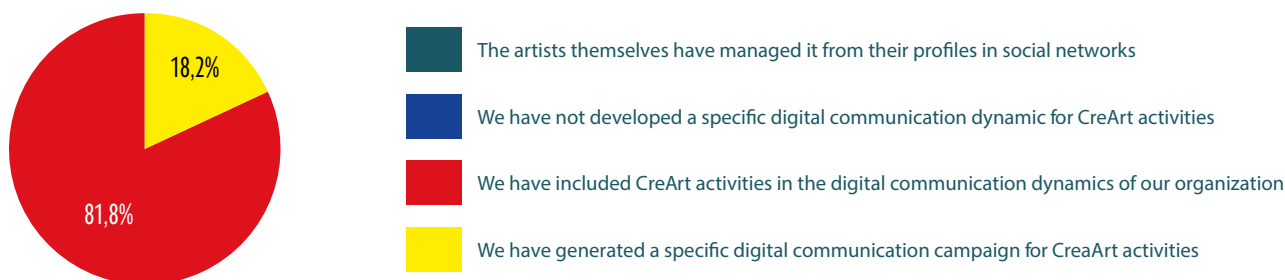 18,2%
81,8%
The artists themselves have managed it from their profiles in social networks
We have not developed a specific digital communication dynamic for CreArt activities
We have included CreArt activities in the digital communication dynamics of our organization
We have generated a specific digital communication campaign for CreaArt activities